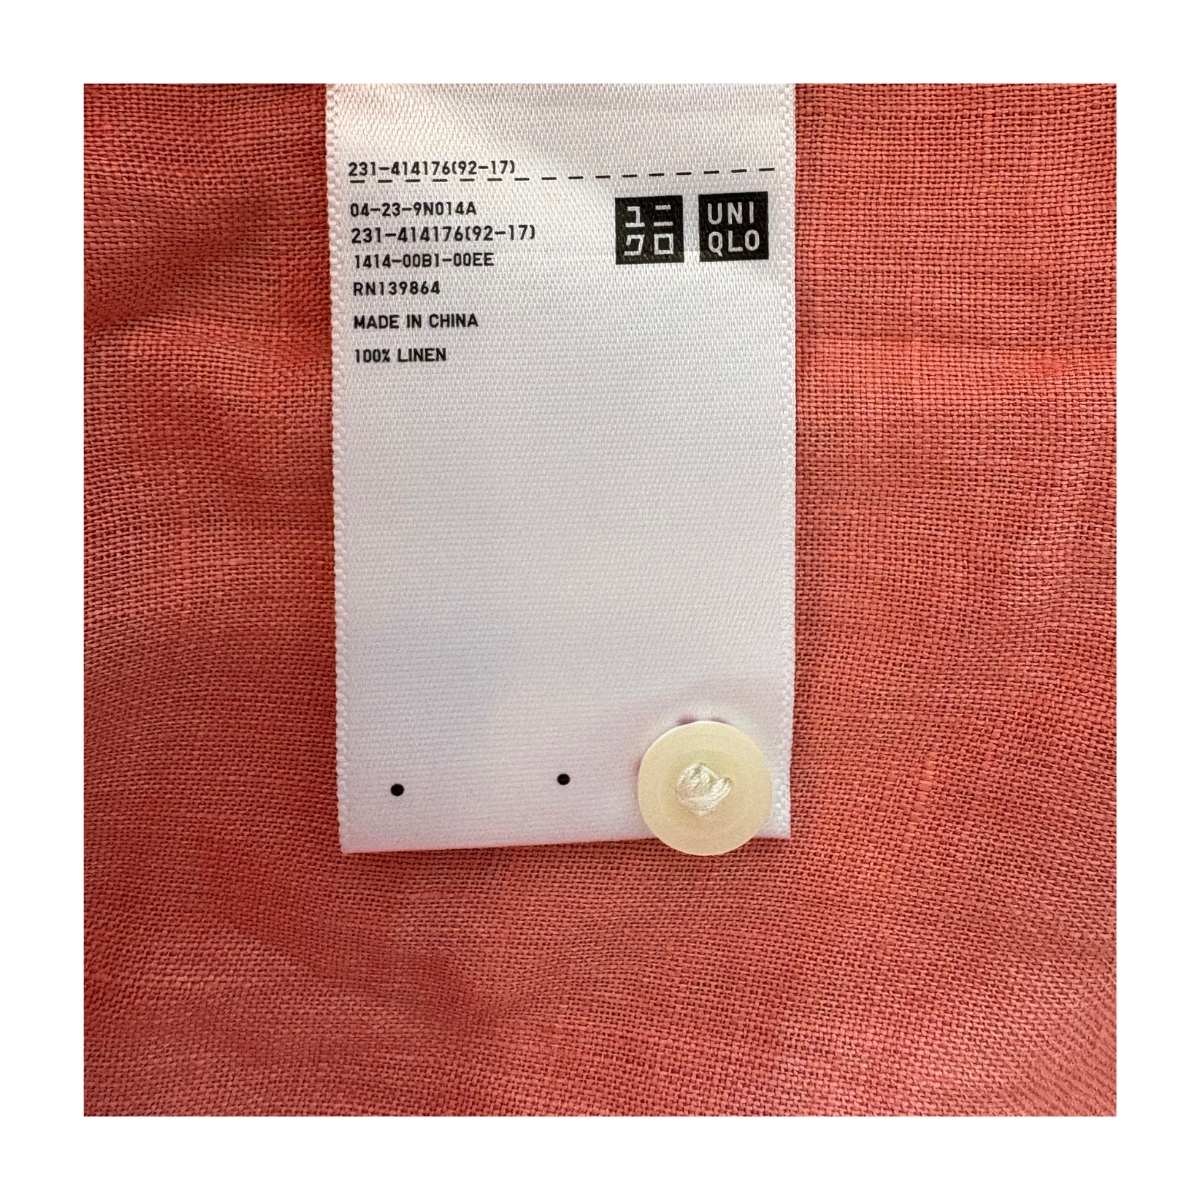 231-414176(92-17)
04-23-9N014A
231-414176(92-17)
1414-00B1-00EE
RN139864
MADE IN CHINA
100% LINEN
ユニ
クロ
UNI
QLO